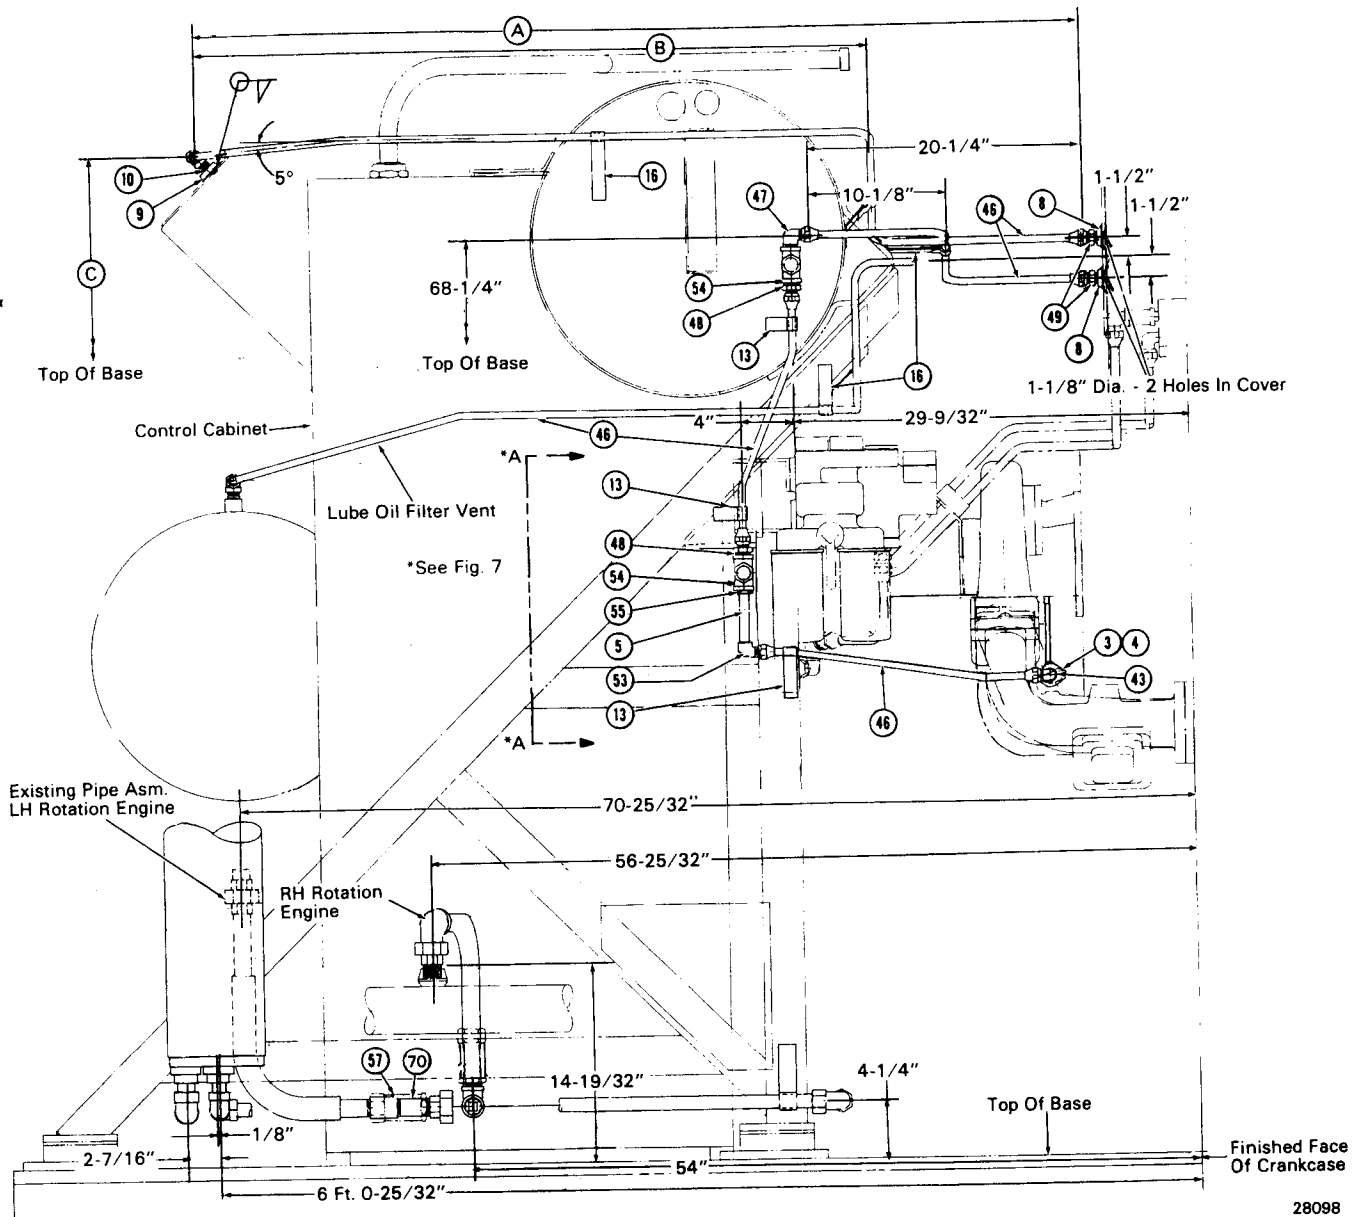 A
B
20-1/4"
1-1/2"
1-1/2"
10
9
5°
16
47
10-1/8"
46
8
C
68-1/4"
54
48
46
49
8
13
16
Top Of Base
Top Of Base
1-1/8" Dia. - 2 Holes In Cover
Control Cabinet
4"
29-9/32"
46
*A
13
Lube Oil Filter Vent
*See Fig. 7
48
54
55
5
53
13
3
4
43
46
*A
Existing Pipe Asm.
LH Rotation Engine
70-25/32"
56-25/32"
RH Rotation
Engine
57
70
14-19/32"
4-1/4"
Top Of Base
1/8"
2-7/16"
54"
6 Ft. 0-25/32"
Finished Face
Of Crankcase
28098